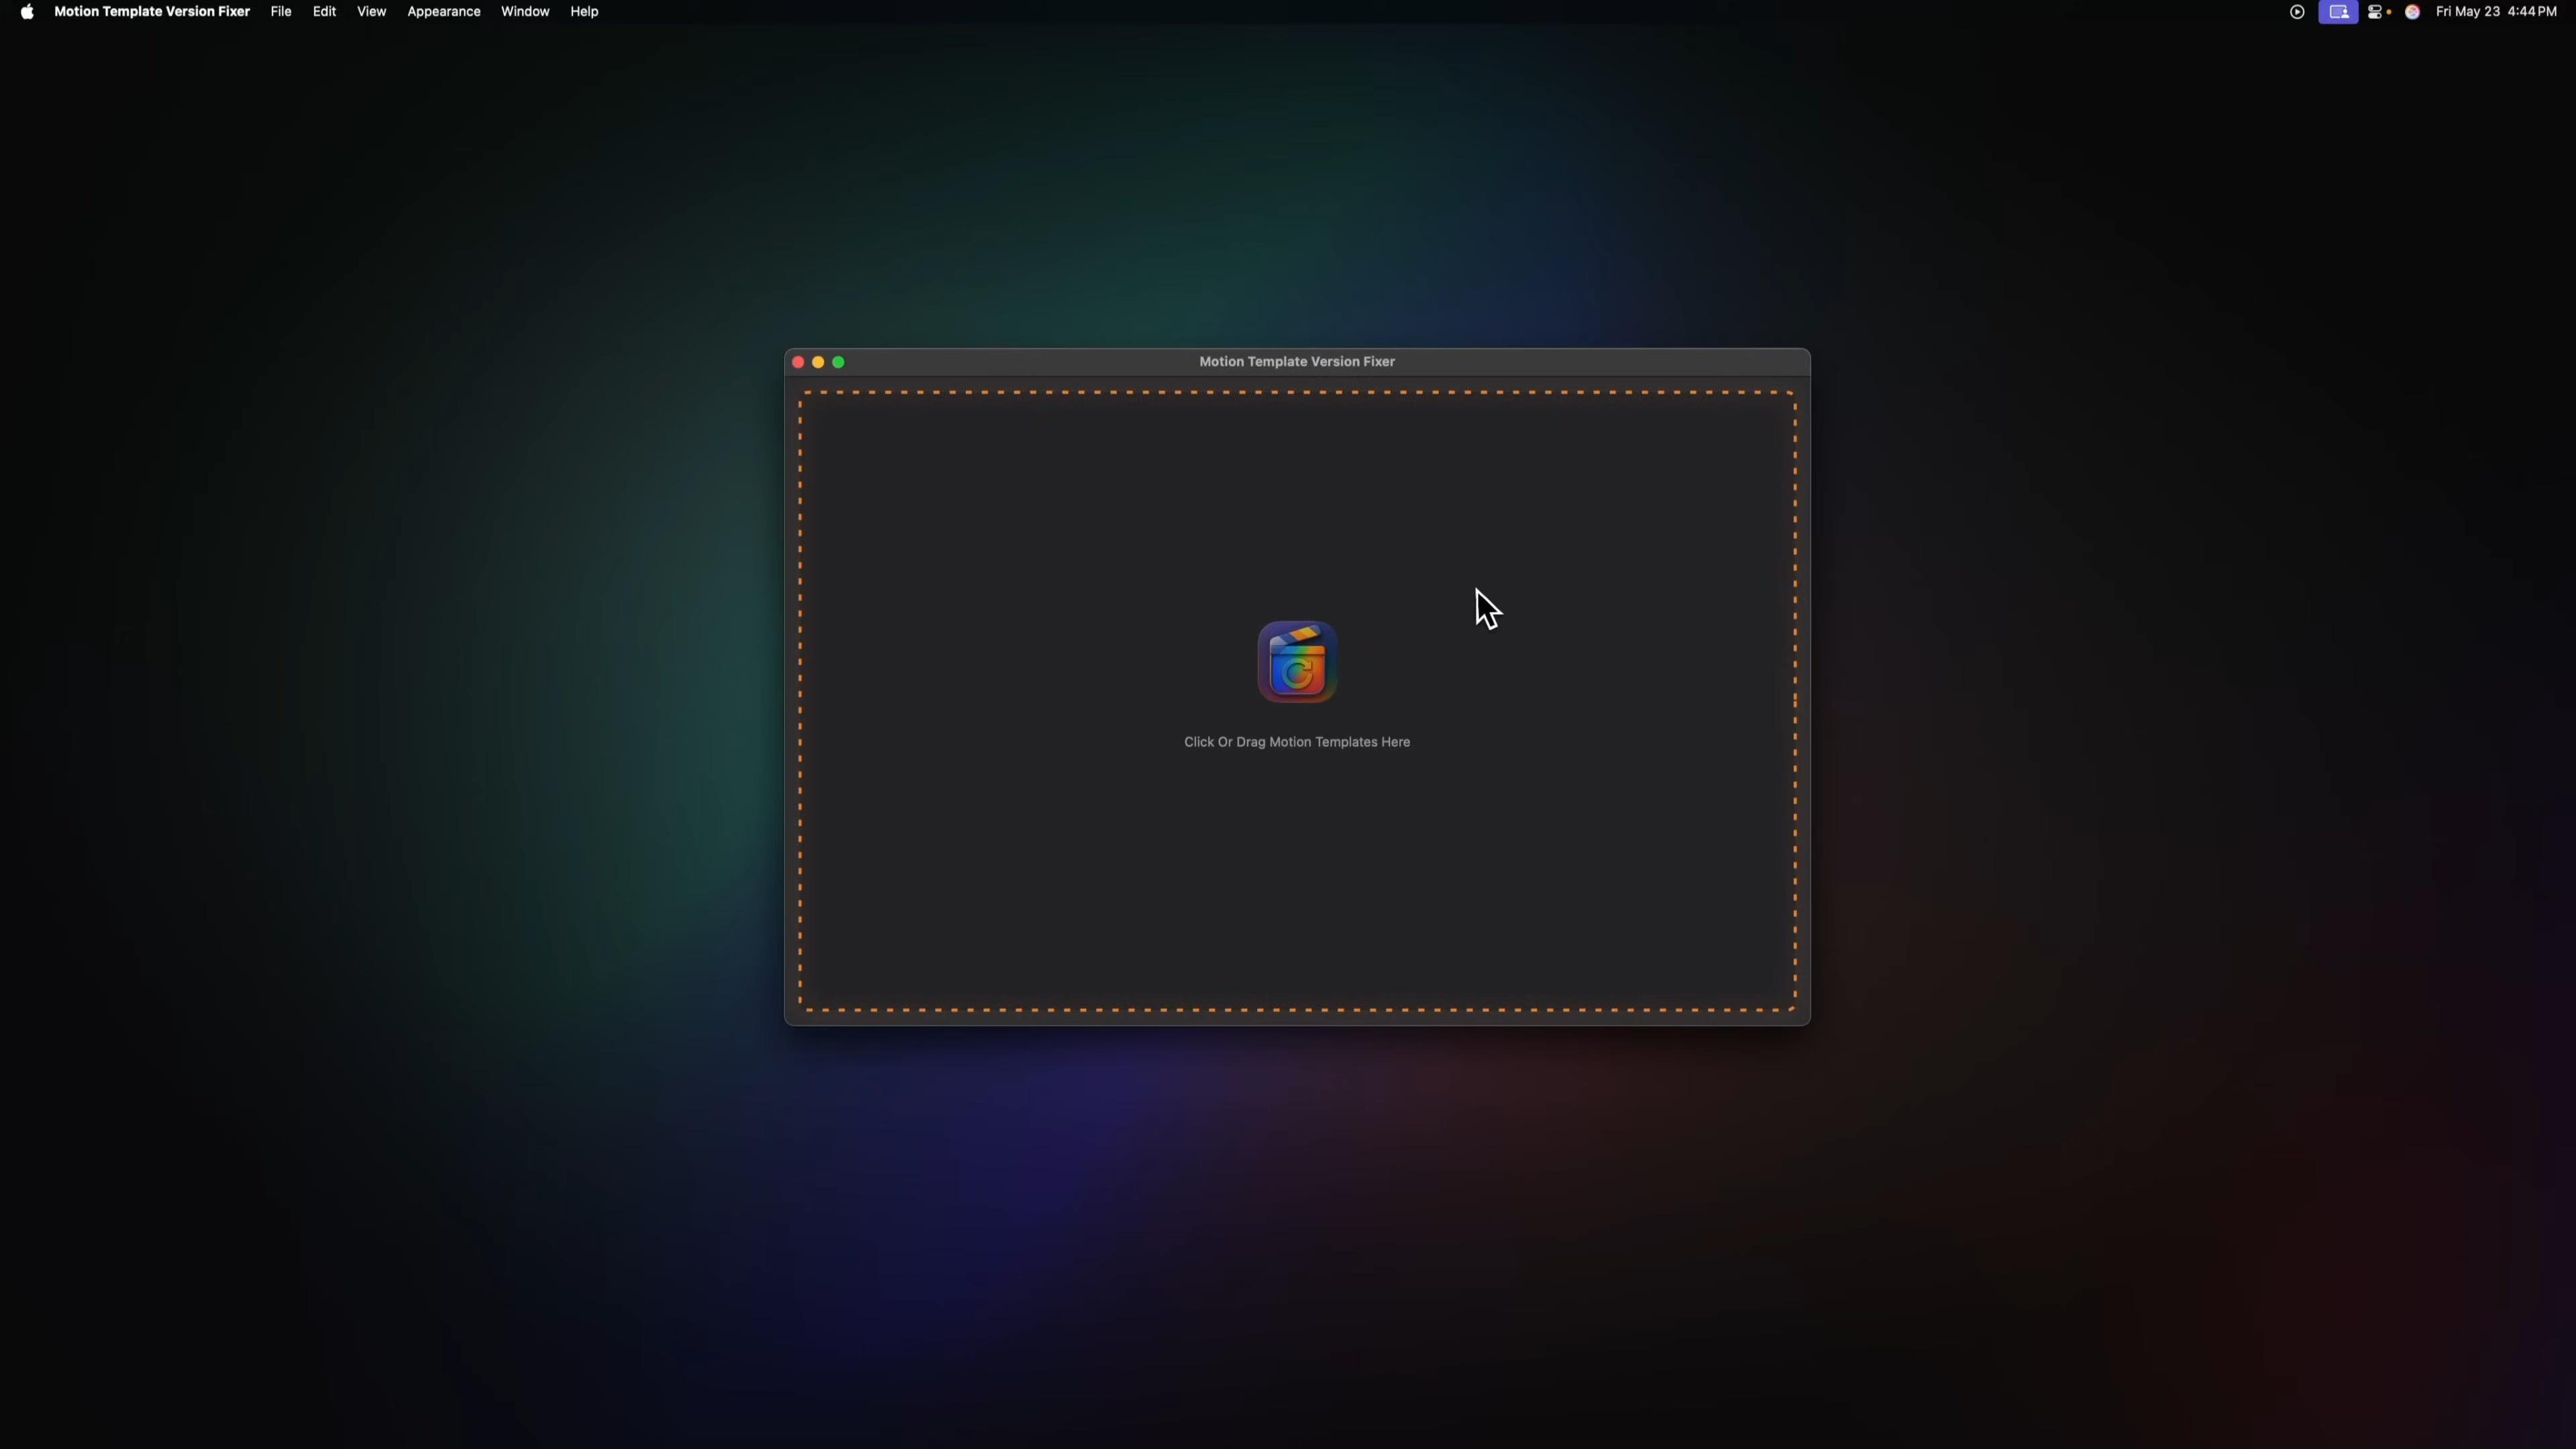 Motion Template Version Fixer File Edit View Appearance Window Help Fri May 23 4:44 PM
Motion Template Version Fixer
Click Or Drag Motion Templates Here